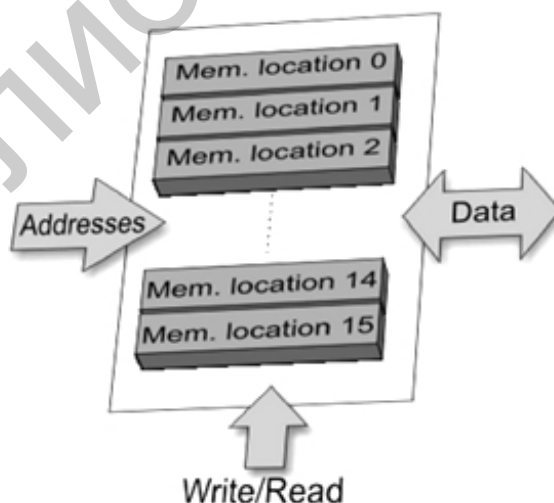 ЛИО
Mem. location 0
Mem. location 1
Mem. location 2
Addresses
Data
Mem. location 14
Mem. location 15
Write/Read